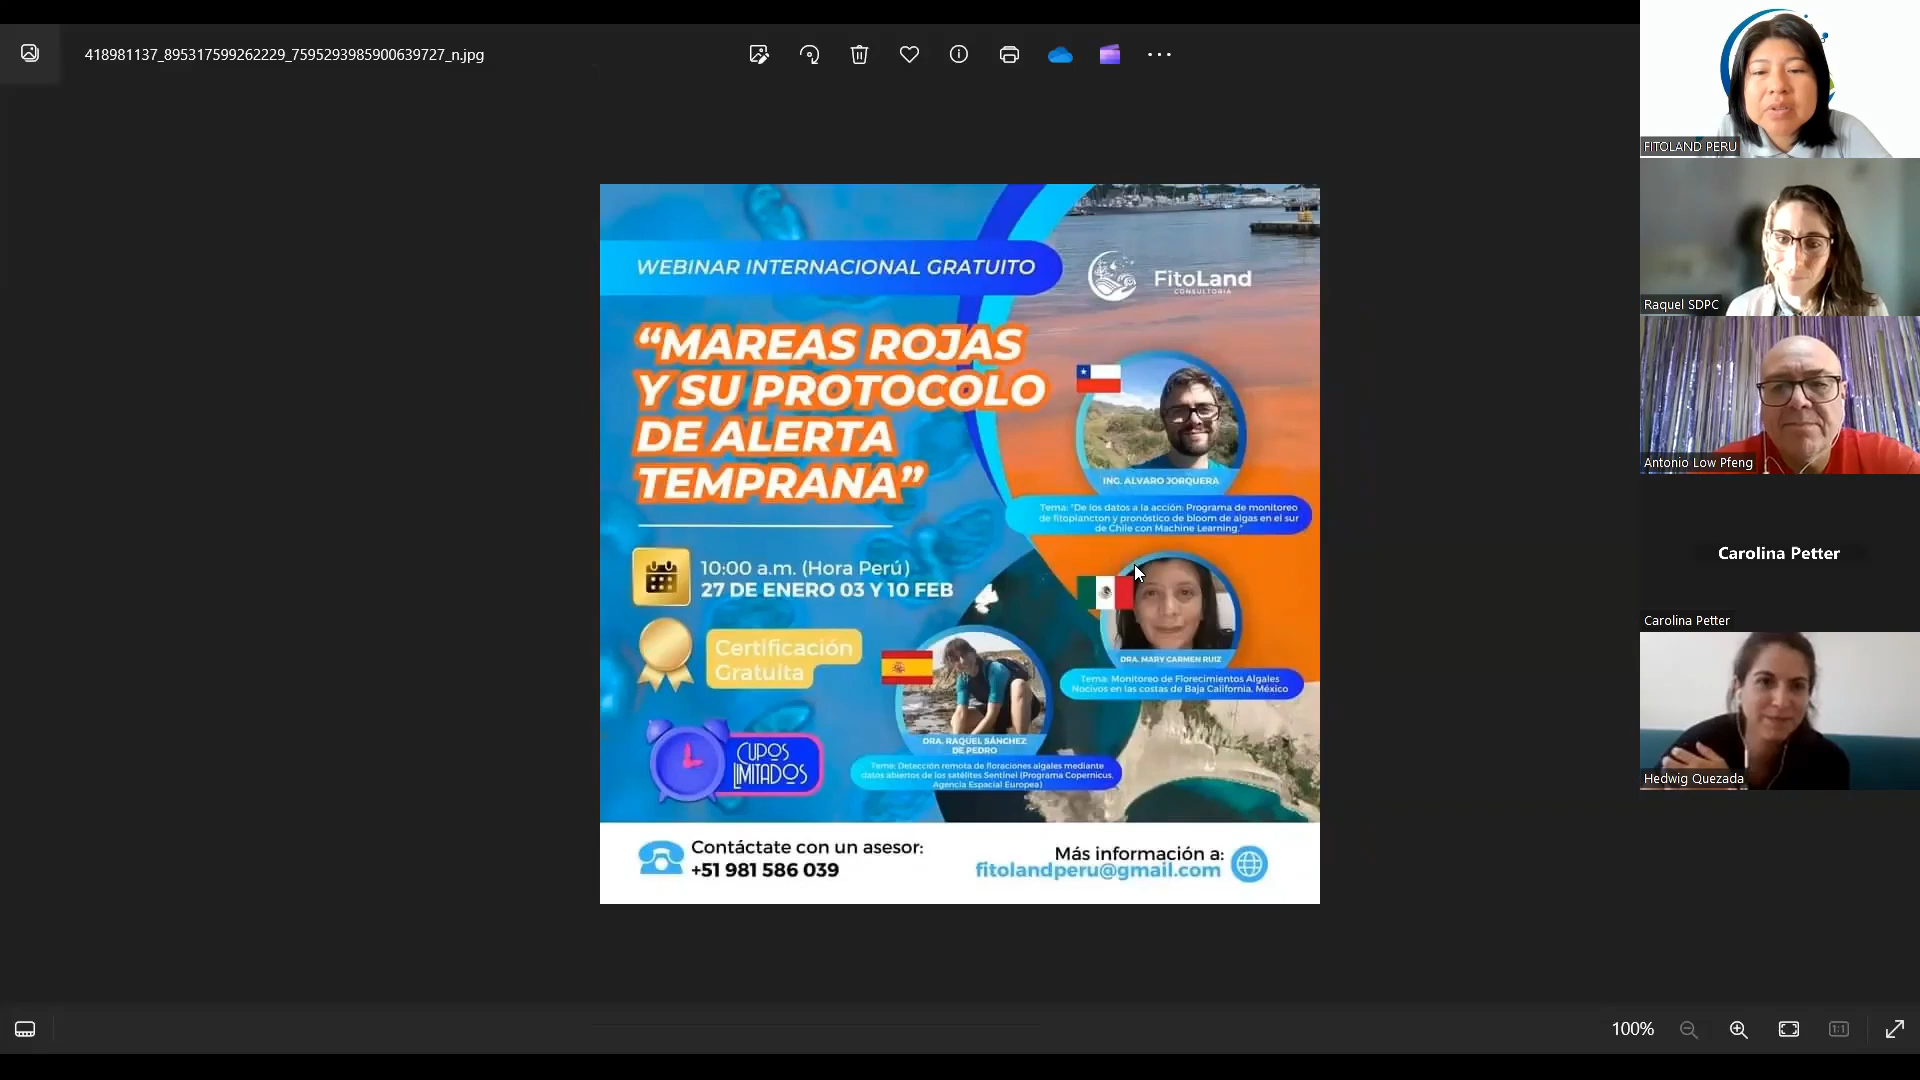 418981137_895317599262229_7595293985900639727_n.jpg
WEBINAR INTERNACIONAL GRATUITO
FitoLand
CONSULTORIA
“MAREAS ROJAS
Y SU PROTOCOLO
DE ALERTA
TEMPRANA”
ING. ALVARO JORQUERA
Tema: "De los datos a la acción: Programa de monitoreo
de fitoplancton y pronóstico de bloom de algas en el sur
de Chile con Machine Learning."
10:00 a.m. (Hora Perú)
27 DE ENERO 03 Y 10 FEB
Certificación
Gratuita
DRA. MARY CARMEN RUIZ
Tema: Monitoreo de Florecimientos Algales
Nocivos en las costas de Baja California, México
DRA. RAQUEL SÁNCHEZ
DE PEDRO
Tema: Detección remota de floraciones algales mediante
datos abiertos de los satélites Sentinel (Programa Copernicus,
Agencia Espacial Europea)
CUPOS
LIMITADOS
Contáctate con un asesor:
+51 981 586 039
Más información a:
fitolandperu@gmail.com
FITOLAND PERU
Raquel SDPC
Antonio Low Pfeng
Carolina Petter
Carolina Petter
Hedwig Quezada
100%
1:1